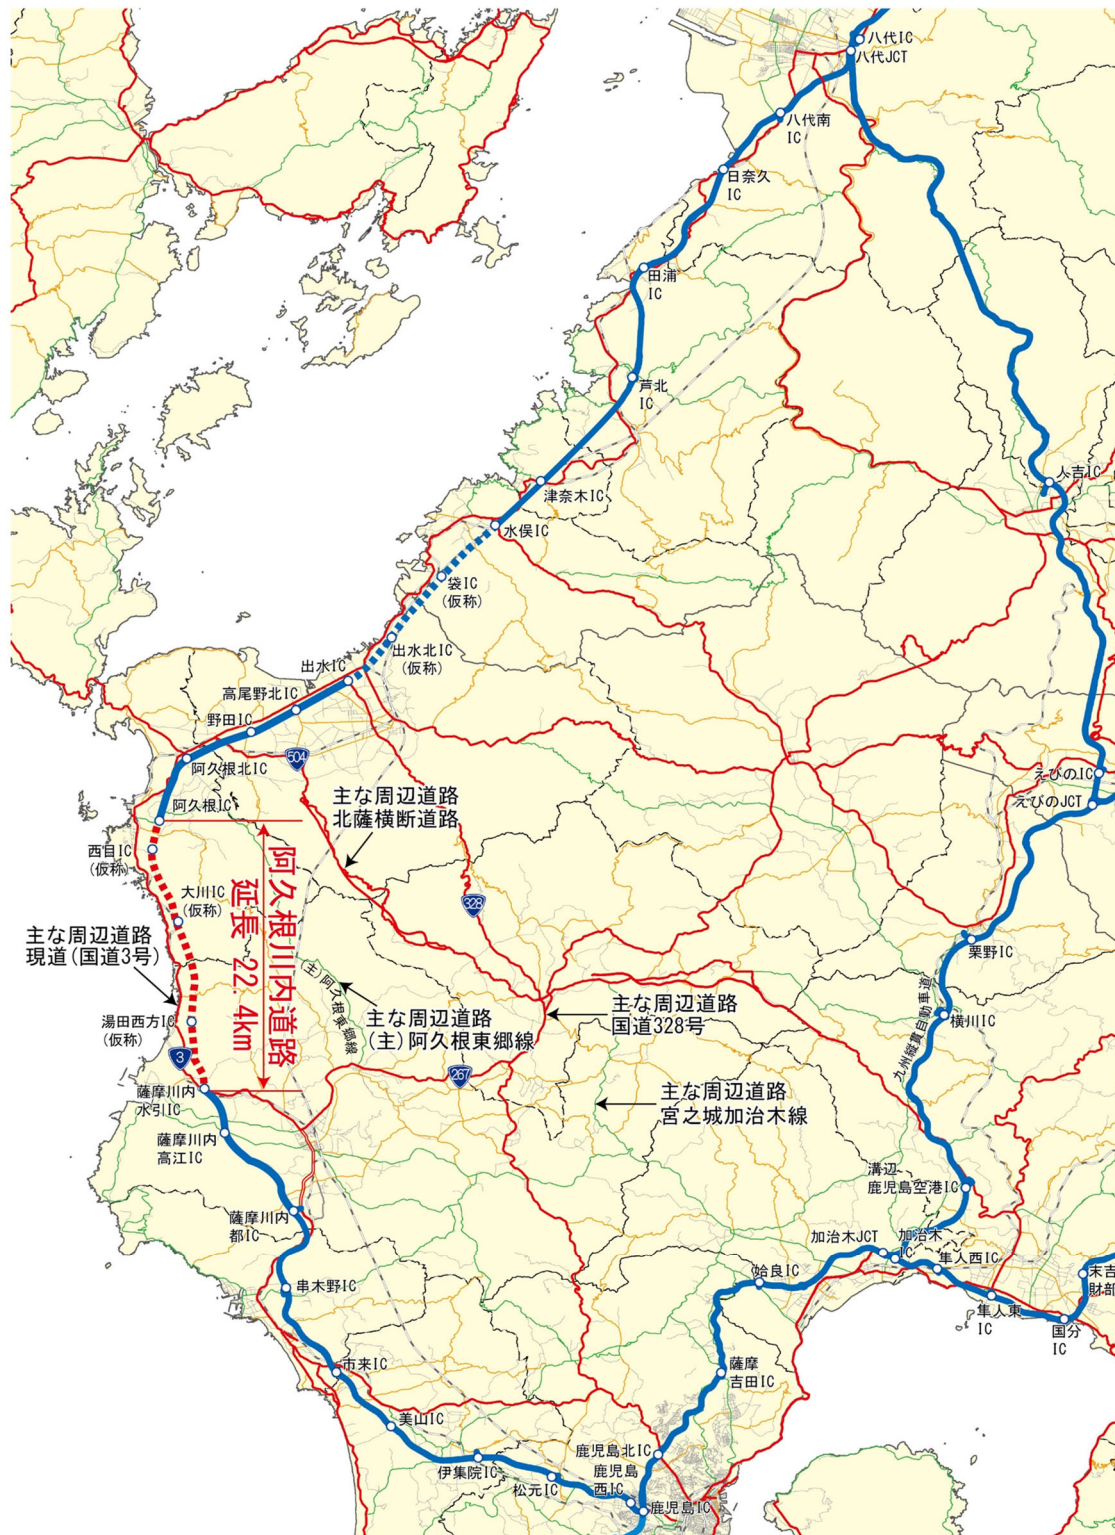 八代IC
八代JCT
八代南
IC
日奈久
IC
田浦
IC
芦北
IC
津奈木IC
人吉IC
水俣IC
袋IC
(仮称)
出水北IC
(仮称)
出水IC
高尾野北IC
野田IC
阿久根北IC
504
えびのIC
えびのJCT
阿久根IC
主な周辺道路
北薩横断道路
西目IC
(仮称)
大川IC
(仮称)
阿久根川内道路
延長 22.4km
328
主な周辺道路
現道(国道3号)
栗野IC
(主)阿久根東郷線
九州縦貫自動車道
横川IC
主な周辺道路
国道328号
主な周辺道路
(主)阿久根東郷線
湯田西方IC
(仮称)
3
267
薩摩川内
水引IC
主な周辺道路
宮之城加治木線
薩摩川内
高江IC
溝辺
鹿児島空港IC
薩摩川内
都IC
加治木JCT
加治木
IC
隼人西IC
姶良IC
串木野IC
隼人東
IC
国分
IC
末吉
財部
市来IC
薩摩
吉田IC
美山IC
鹿児島北IC
伊集院IC
松元IC
鹿児島
西IC
鹿児島IC